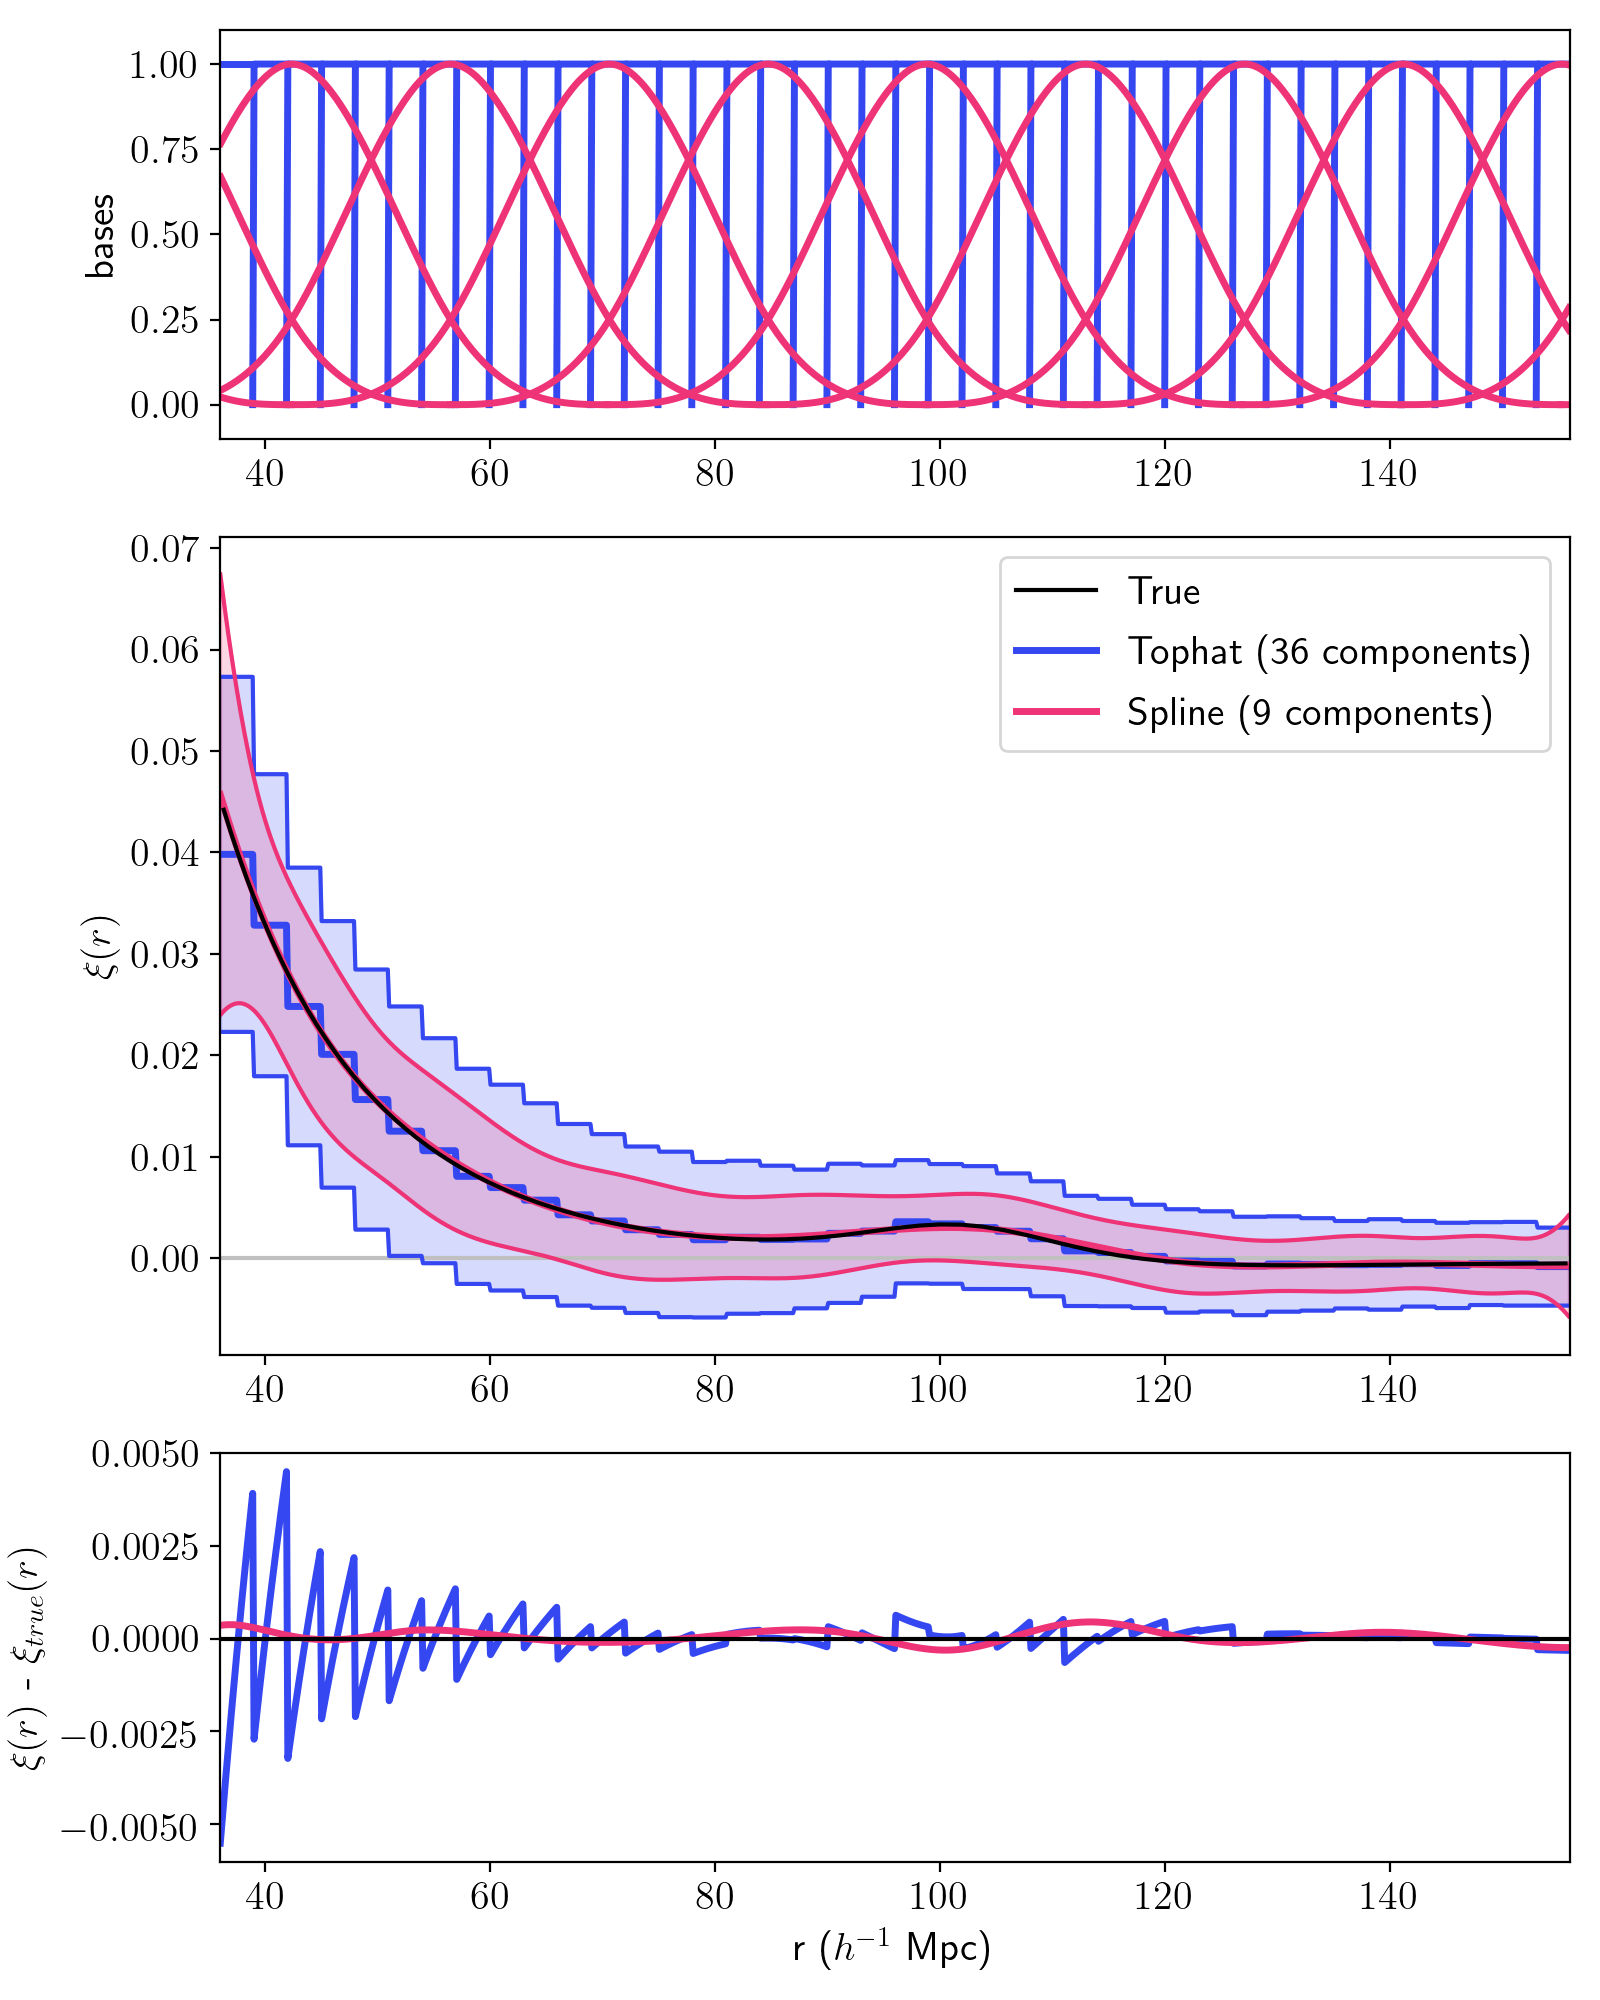 1.00
0.75
0.50
0.25
0.00
bases
40 60 80 100 120 140
0.07
0.06
0.05
0.04
0.03
0.02
0.01
0.00
ξ(r)
True
Tophat (36 components)
Spline (9 components)
40 60 80 100 120 140
0.0050
0.0025
0.0000
−0.0025
−0.0050
ξ(r) - ξ_{true}(r)
40 60 80 100 120 140
r (h⁻¹ Mpc)